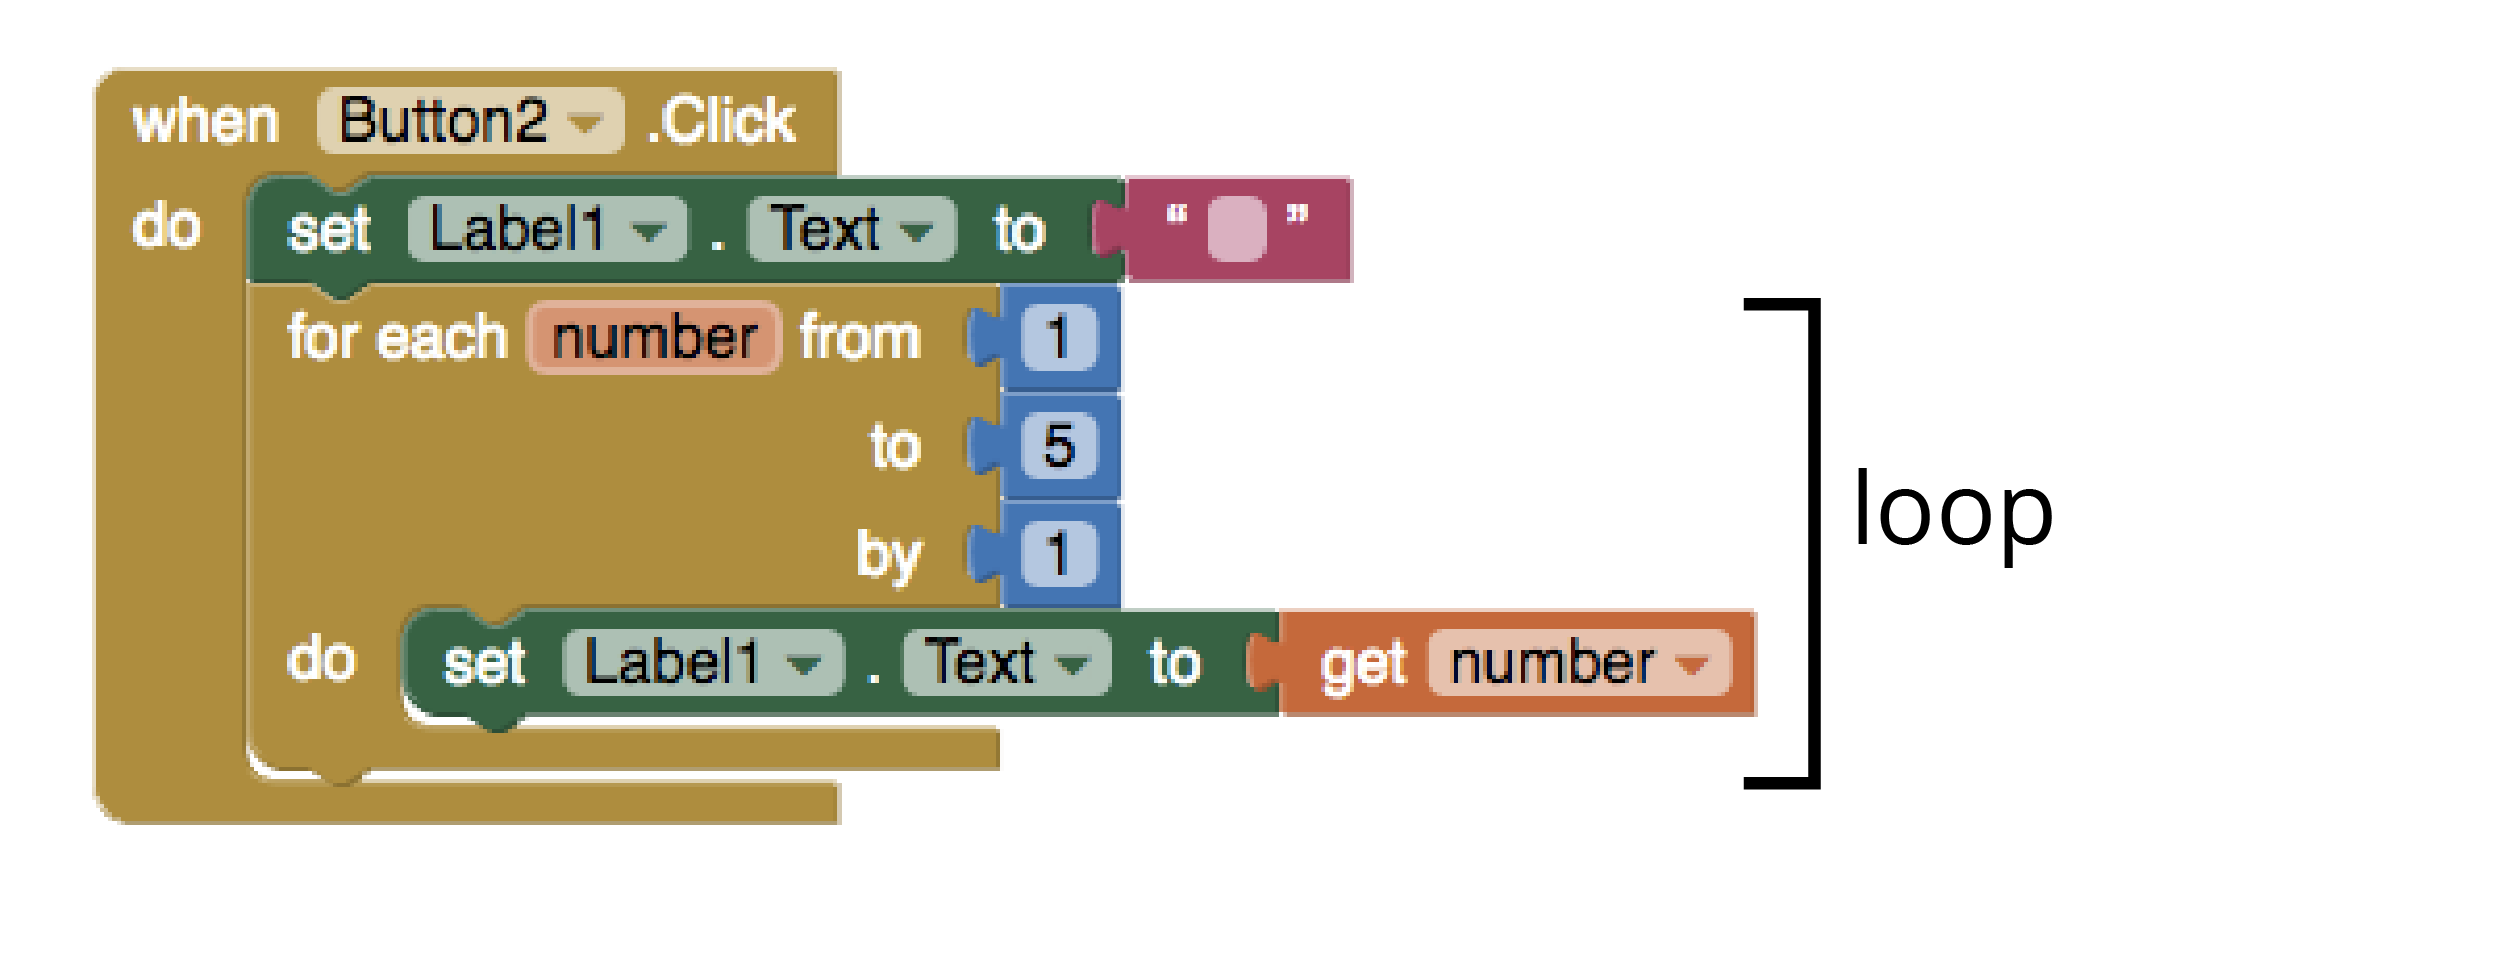 when Button2 .Click
do set Label1 . Text to “ ”
for each number from 1
to 5
by 1
loop
do set Label1 . Text to get number